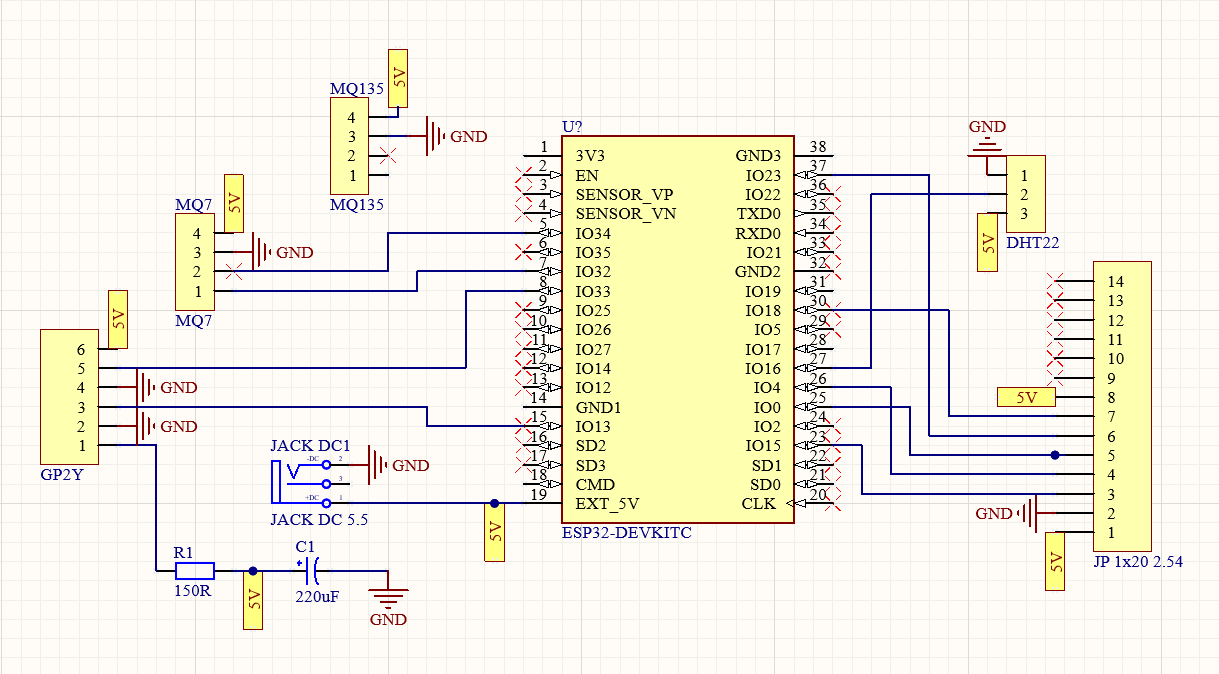 MQ135
5V
4
3
2
1
GND
MQ135
MQ7
5V
4
3
2
1
GND
MQ7
5V
6
5
4
3
2
1
GND
GND
GP2Y
JACK DC1
-DC
2
3
+DC
1
GND
JACK DC 5.5
5V
R1
150R
5V
C1
+
220uF
GND
U?
1 3V3
2 EN
3 SENSOR_VP
4 SENSOR_VN
5 IO34
6 IO35
7 IO32
8 IO33
9 IO25
10 IO26
11 IO27
12 IO14
13 IO12
14 GND1
15 IO13
16 SD2
17 SD3
18 CMD
19 EXT_5V
GND3 38
IO23 37
IO22 36
TXD0 35
RXD0 34
IO21 33
GND2 32
IO19 31
IO18 30
IO5 29
IO17 28
IO16 27
IO4 26
IO0 25
IO2 24
IO15 23
SD1 22
SD0 21
CLK 20
ESP32-DEVKITC
GND
1
2
3
5V
DHT22
14
13
12
11
10
9
5V
8
7
6
5
4
3
GND
2
1
5V
JP 1x20 2.54